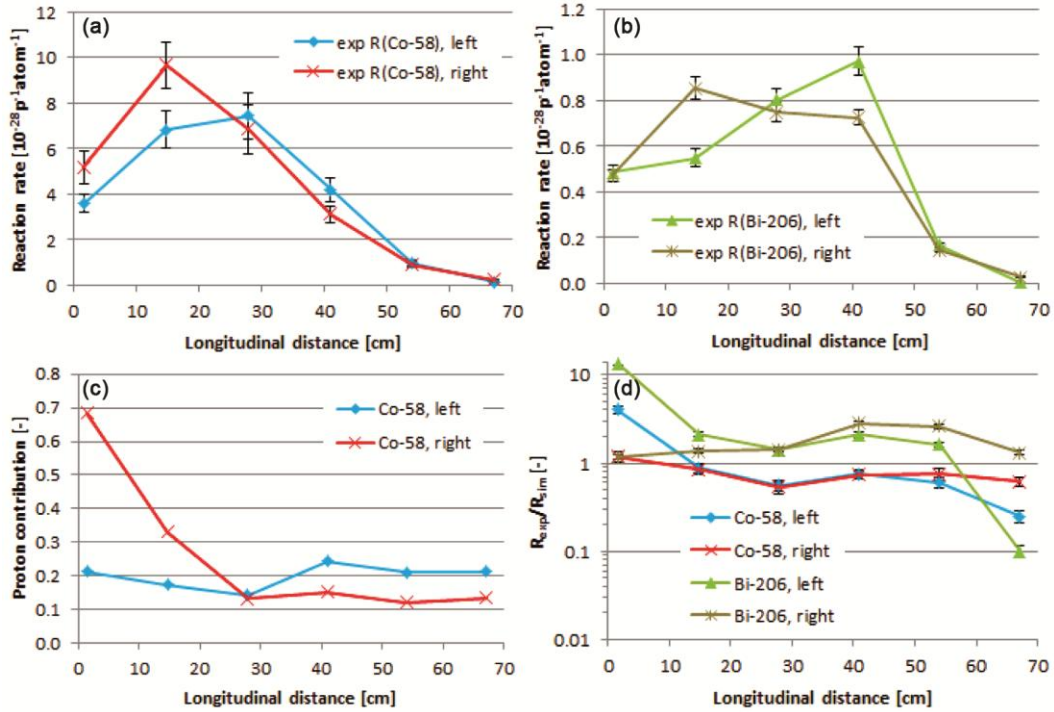 (a)
exp R(Co-58), left
exp R(Co-58), right
Reaction rate [10⁻²⁸p⁻¹atom⁻¹]
12
10
8
6
4
2
0
0 10 20 30 40 50 60 70
Longitudinal distance [cm]
(b)
exp R(Bi-206), left
exp R(Bi-206), right
Reaction rate [10⁻²⁸p⁻¹atom⁻¹]
1.2
1.0
0.8
0.6
0.4
0.2
0.0
0 10 20 30 40 50 60 70
Longitudinal distance [cm]
(c)
Co-58, left
Co-58, right
Proton contribution [-]
0.8
0.7
0.6
0.5
0.4
0.3
0.2
0.1
0.0
0 10 20 30 40 50 60 70
Longitudinal distance [cm]
(d)
Co-58, left
Co-58, right
Bi-206, left
Bi-206, right
R_exp/R_sim [-]
10
1
0.1
0.01
0 10 20 30 40 50 60 70
Longitudinal distance [cm]